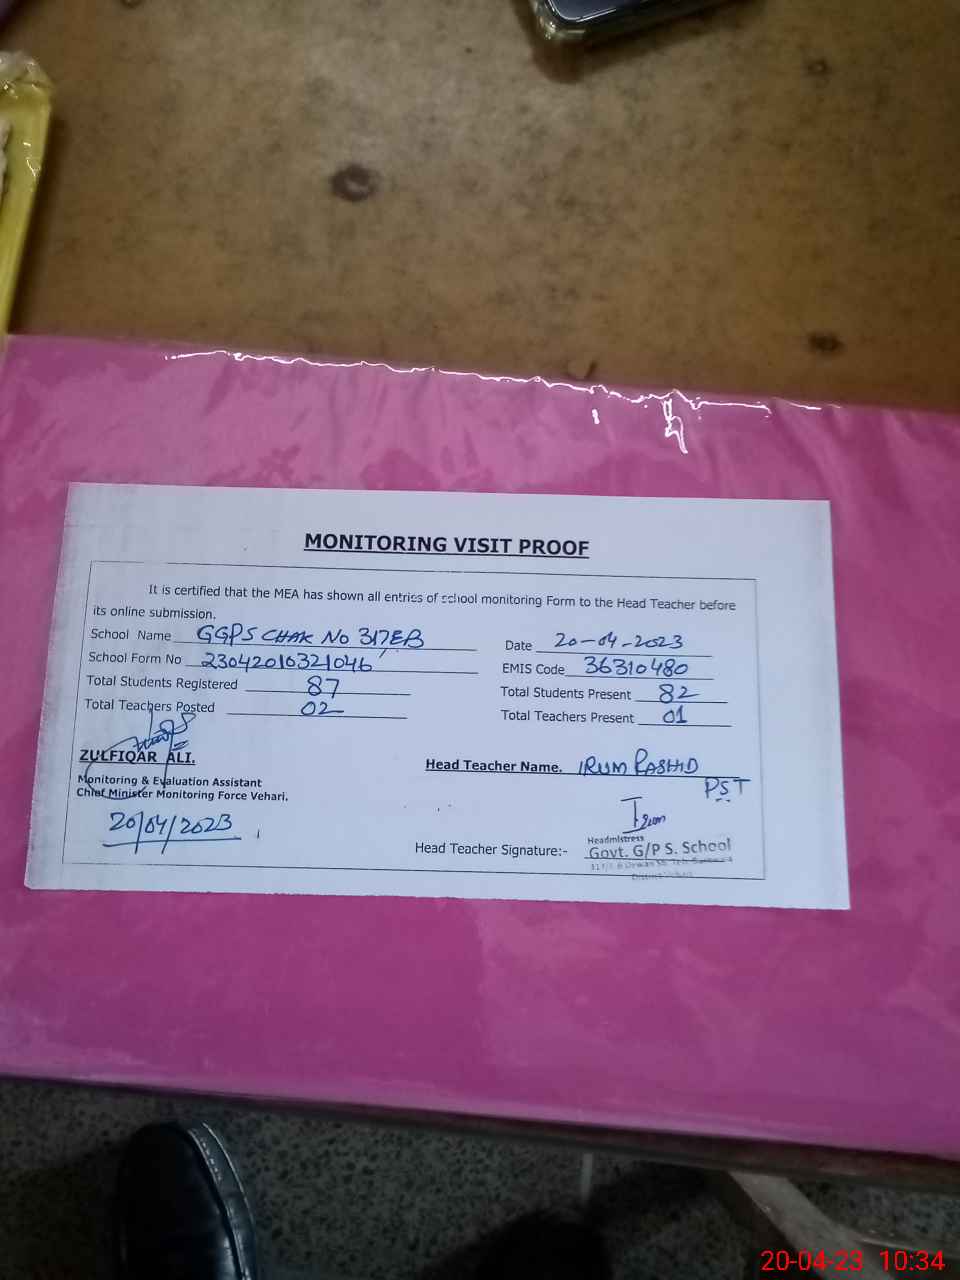 MONITORING VISIT PROOF
It is certified that the MEA has shown all entries of school monitoring Form to the Head Teacher before
its online submission.
School Name GGPS CHAK No 317EB Date 20-04-2023
School Form No 23042010321046 EMIS Code 36310480
Total Students Registered 87 Total Students Present 82
Total Teachers Posted 02 Total Teachers Present 01
ZULFIQAR ALI.
Monitoring & Evaluation Assistant
Chief Minister Monitoring Force Vehari.
20/04/2023
Head Teacher Name. IRUM RASHID
PST
Irum
Head Teacher Signature:-
Headmistress
Govt. G/P S. School
20-04-23 10:34